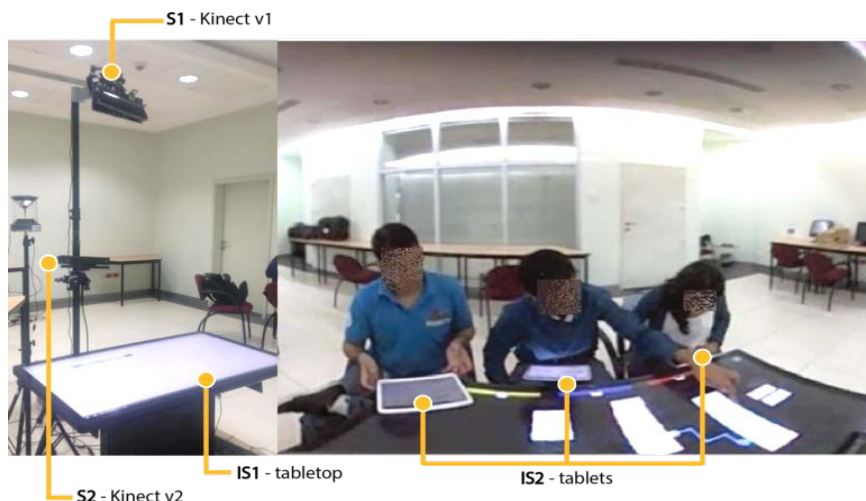 S1 - Kinect v1
IS1 - tabletop
IS2 - tablets
S2 - Kinect v2